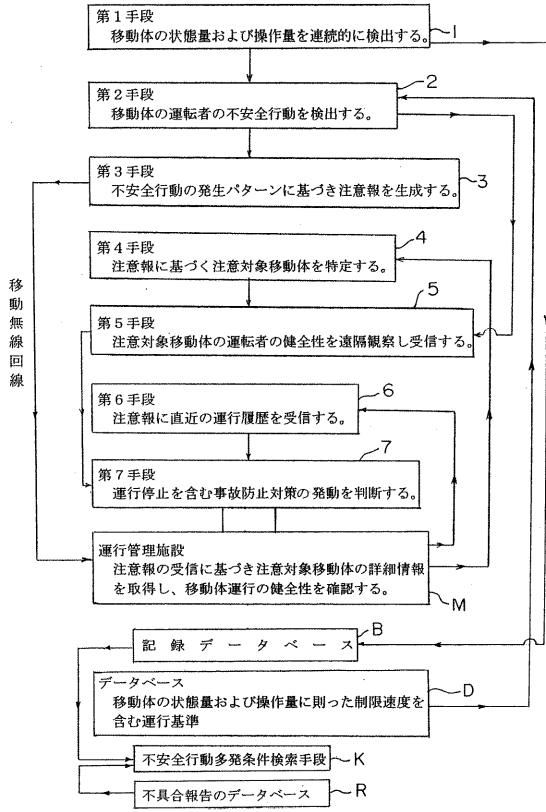 第1手段
移動体の状態量および操作量を連続的に検出する。
1
第2手段
移動体の運転者の不安全行動を検出する。
2
第3手段
不安全行動の発生パターンに基づき注意報を生成する。
3
第4手段
注意報に基づく注意対象移動体を特定する。
4
移動無線回線
第5手段
注意対象移動体の運転者の健全性を遠隔観察し受信する。
5
第6手段
注意報に直近の運行履歴を受信する。
6
第7手段
運行停止を含む事故防止対策の発動を判断する。
7
運行管理施設
注意報の受信に基づき注意対象移動体の詳細情報
を取得し、移動体運行の健全性を確認する。
M
記録データベース
B
データベース
移動体の状態量および操作量に則った制限速度を
含む運行基準
D
不安全行動多発条件検索手段
K
不具合報告のデータベース
R